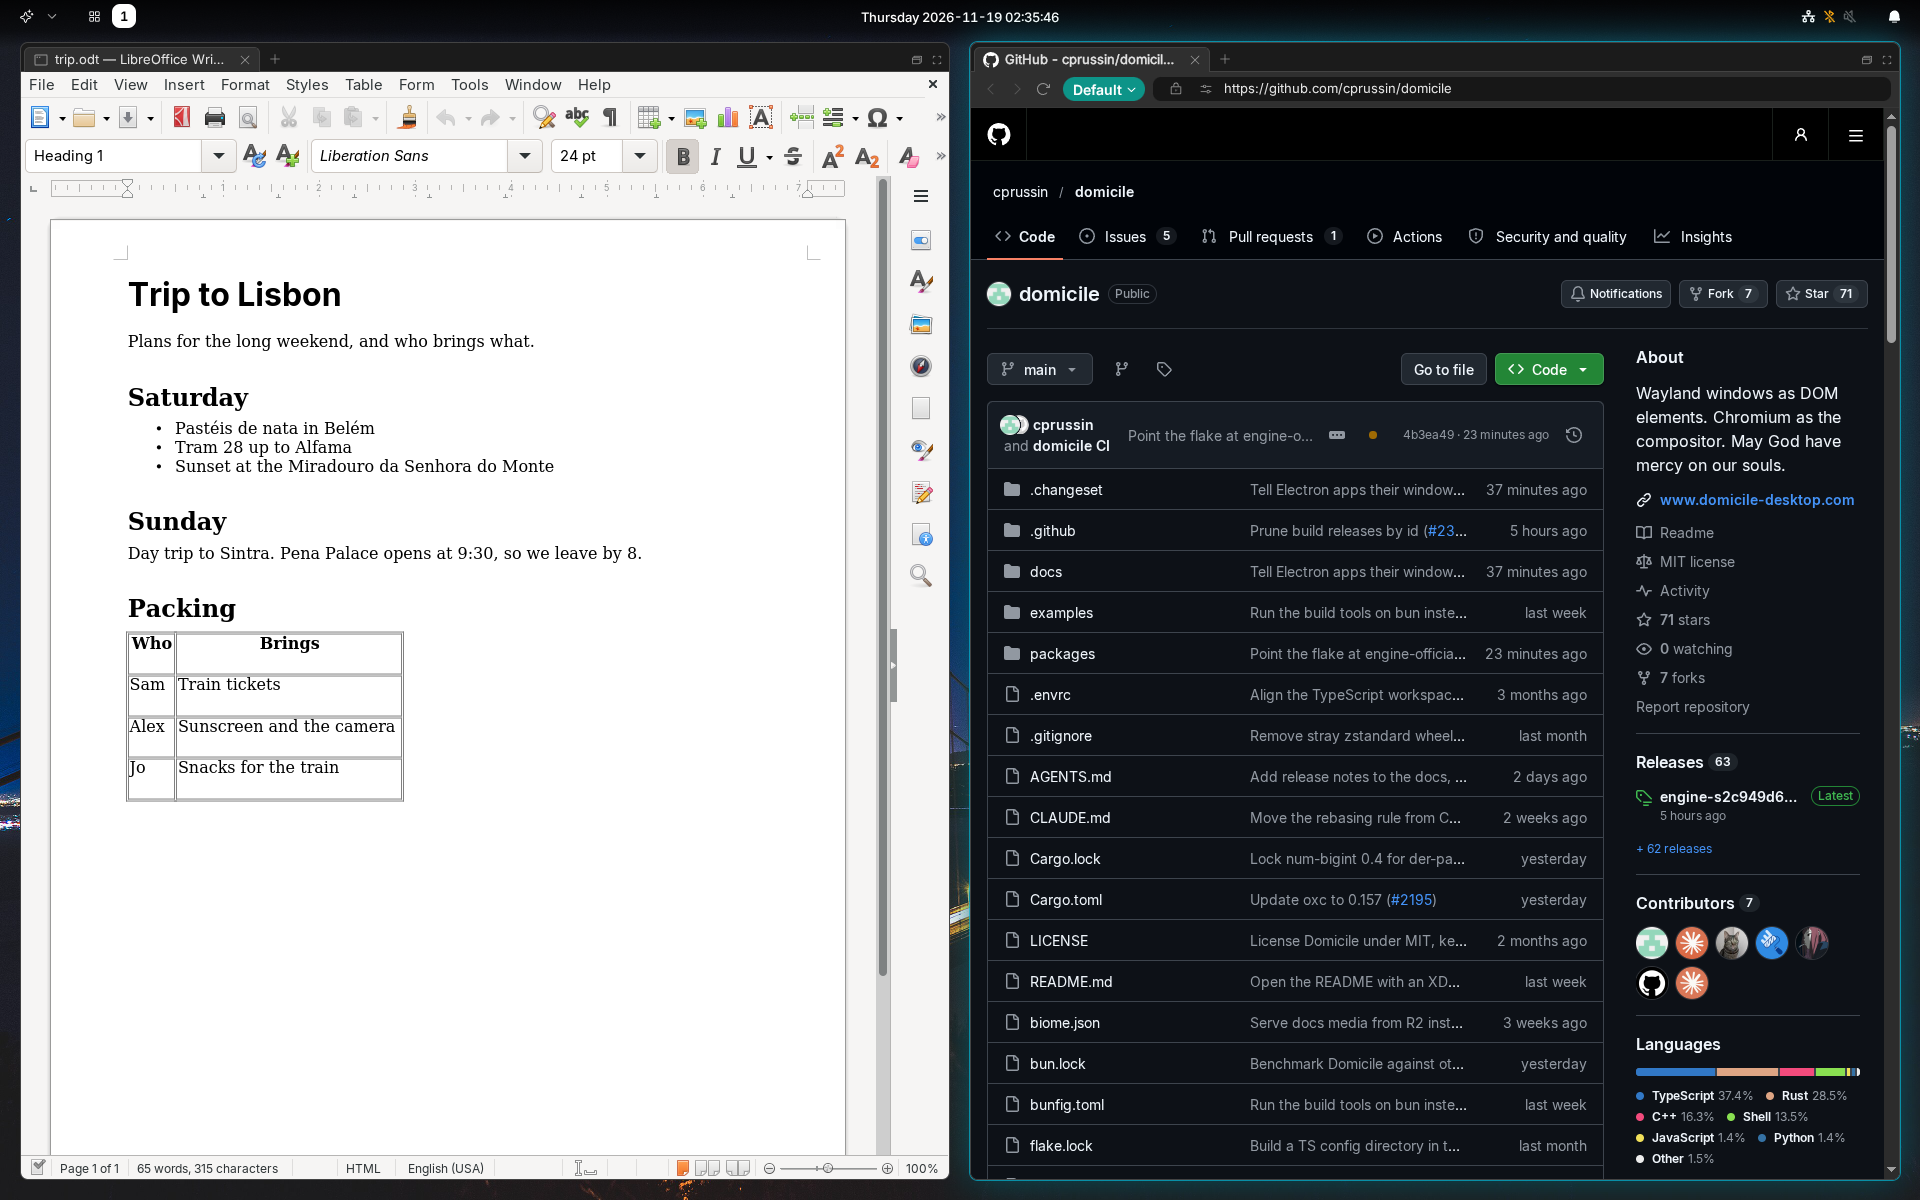 1
Thursday 2026-11-19 02:35:46
trip.odt — LibreOffice Wri...
File Edit View Insert Format Styles Table Form Tools Window Help
Heading 1
Liberation Sans
24 pt
1 2 3 4 5 6 7
Trip to Lisbon
Plans for the long weekend, and who brings what.
Saturday
• Pastéis de nata in Belém
• Tram 28 up to Alfama
• Sunset at the Miradouro da Senhora do Monte
Sunday
Day trip to Sintra. Pena Palace opens at 9:30, so we leave by 8.
Packing
Who Brings
Sam Train tickets
Alex Sunscreen and the camera
Jo Snacks for the train
Page 1 of 1 65 words, 315 characters HTML English (USA) 100%
GitHub - cprussin/domicil...
Default
https://github.com/cprussin/domicile
cprussin / domicile
Code Issues 5 Pull requests 1 Actions Security and quality Insights
domicile Public
Notifications Fork 7 Star 71
main Go to file Code
cprussin
and domicile CI
Point the flake at engine-o... 4b3ea49 · 23 minutes ago
.changeset Tell Electron apps their window... 37 minutes ago
.github Prune build releases by id (#23... 5 hours ago
docs Tell Electron apps their window... 37 minutes ago
examples Run the build tools on bun inste... last week
packages Point the flake at engine-officia... 23 minutes ago
.envrc Align the TypeScript workspac... 3 months ago
.gitignore Remove stray zstandard wheel... last month
AGENTS.md Add release notes to the docs, ... 2 days ago
CLAUDE.md Move the rebasing rule from C... 2 weeks ago
Cargo.lock Lock num-bigint 0.4 for der-pa... yesterday
Cargo.toml Update oxc to 0.157 (#2195) yesterday
LICENSE License Domicile under MIT, ke... 2 months ago
README.md Open the README with an XD... last week
biome.json Serve docs media from R2 inst... 3 weeks ago
bun.lock Benchmark Domicile against ot... yesterday
bunfig.toml Run the build tools on bun inste... last week
flake.lock Build a TS config directory in t... last month
About
Wayland windows as DOM
elements. Chromium as the
compositor. May God have
mercy on our souls.
www.domicile-desktop.com
Readme
MIT license
Activity
71 stars
0 watching
7 forks
Report repository
Releases 63
engine-s2c949d6... Latest
5 hours ago
+ 62 releases
Contributors 7
Languages
TypeScript 37.4% Rust 28.5%
C++ 16.3% Shell 13.5%
JavaScript 1.4% Python 1.4%
Other 1.5%